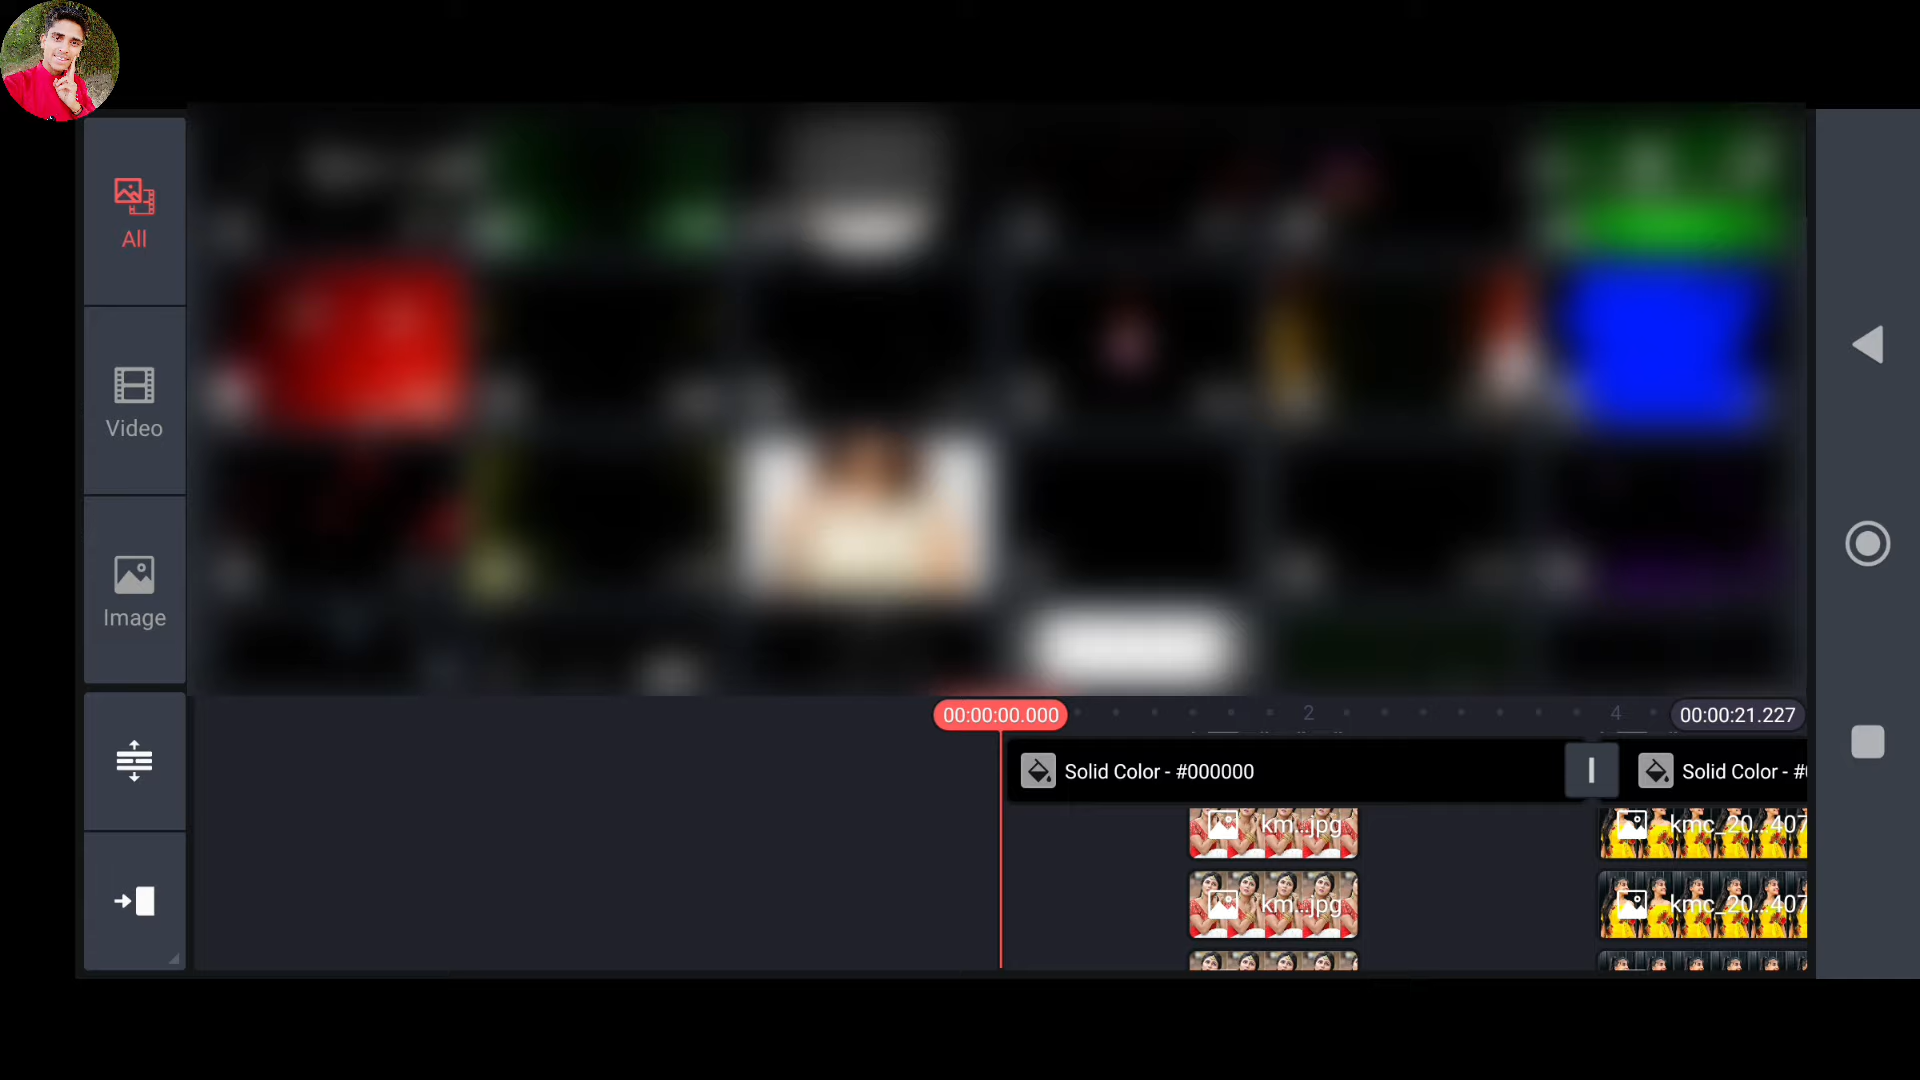 All
Video
Image
00:00:00.000
2
4
00:00:21.227
Solid Color - #000000
Solid Color - #
km..jpg
kmc_20...407
km..jpg
kmc_20...407